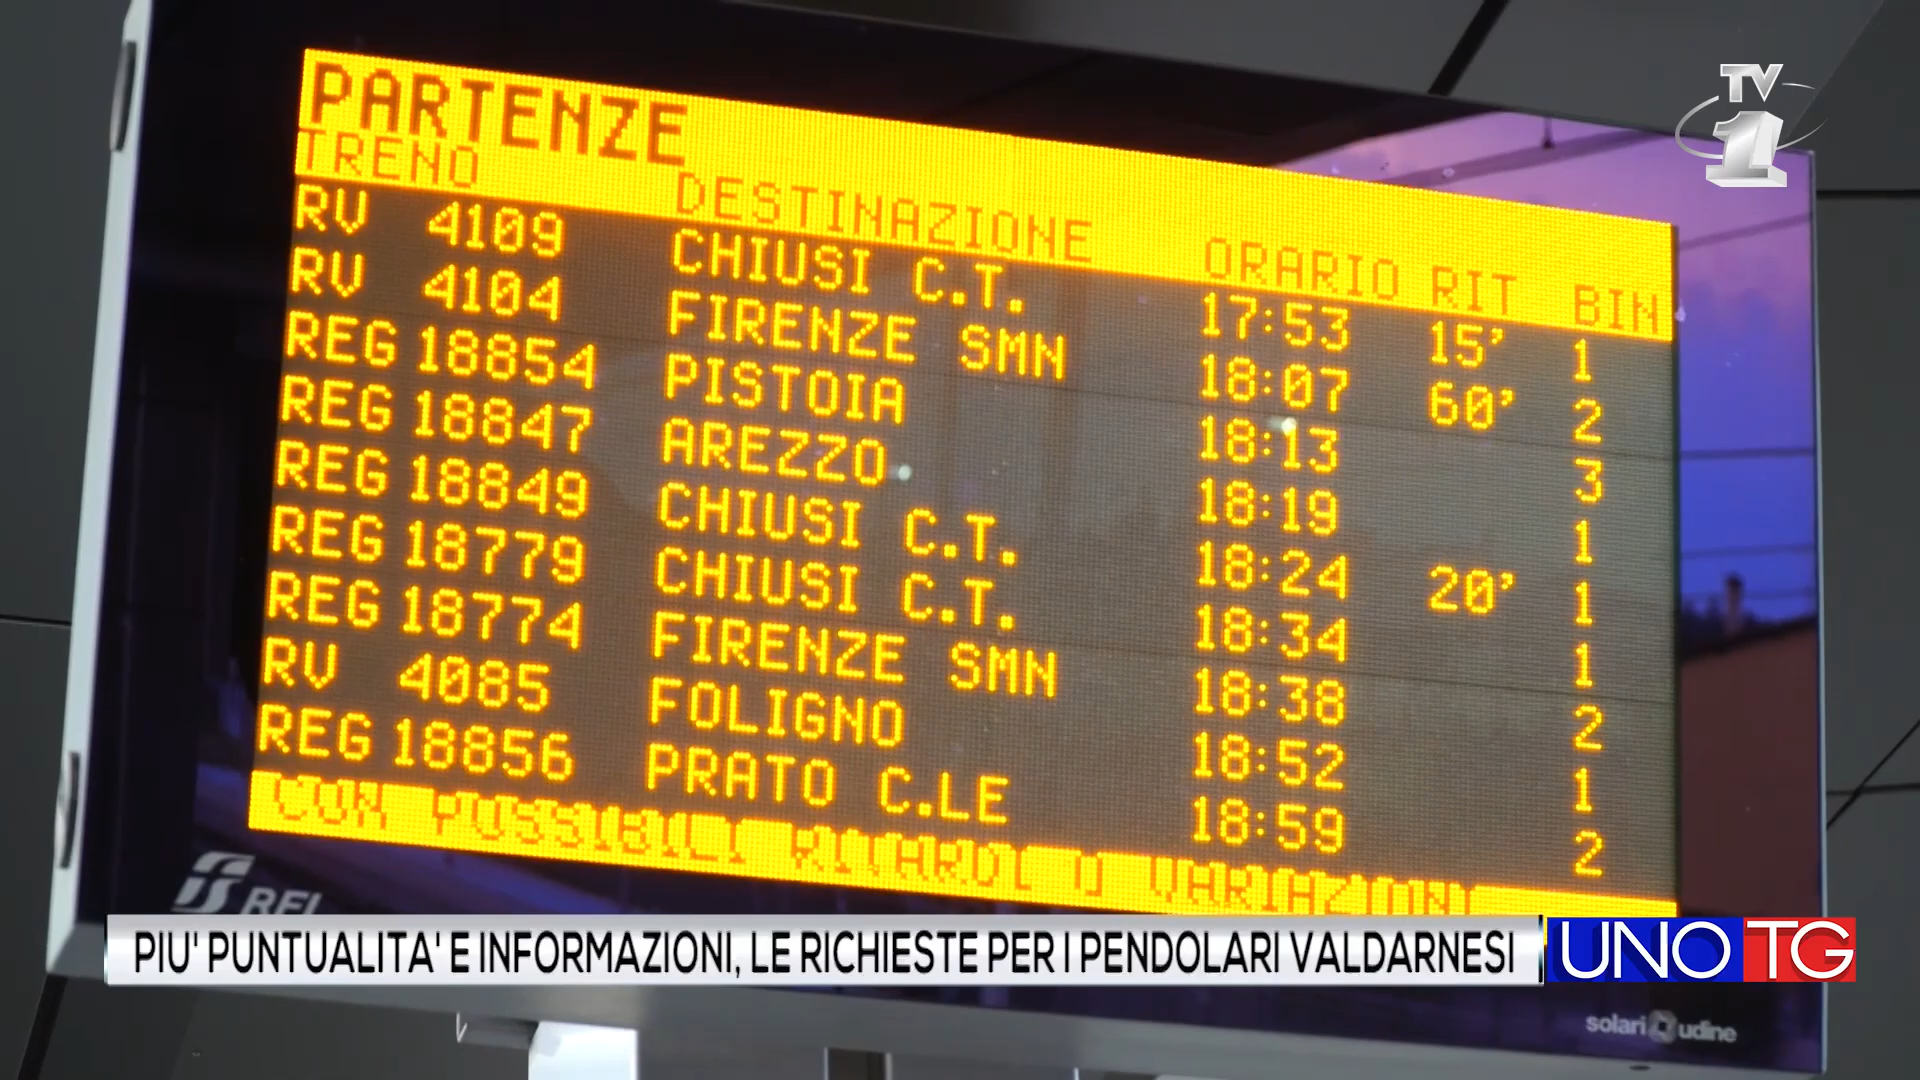 TV
1
PARTENZE
TRENO DESTINAZIONE ORARIO RIT BIN
RV 4109 CHIUSI C.T. 17:53 15' 1
RV 4104 FIRENZE SMN 18:07 60' 2
REG 18854 PISTOIA 18:13 3
REG 18847 AREZZO 18:19 1
REG 18849 CHIUSI C.T. 18:24 20' 1
REG 18779 CHIUSI C.T. 18:34 1
REG 18774 FIRENZE SMN 18:38 2
RV 4085 FOLIGNO 18:52 1
REG 18856 PRATO C.LE 18:59 2
CON POSSIBILI RITARDI O VARIAZIONI
RFI
PIU' PUNTUALITA' E INFORMAZIONI, LE RICHIESTE PER I PENDOLARI VALDARNESI
UNO TG
solari udine